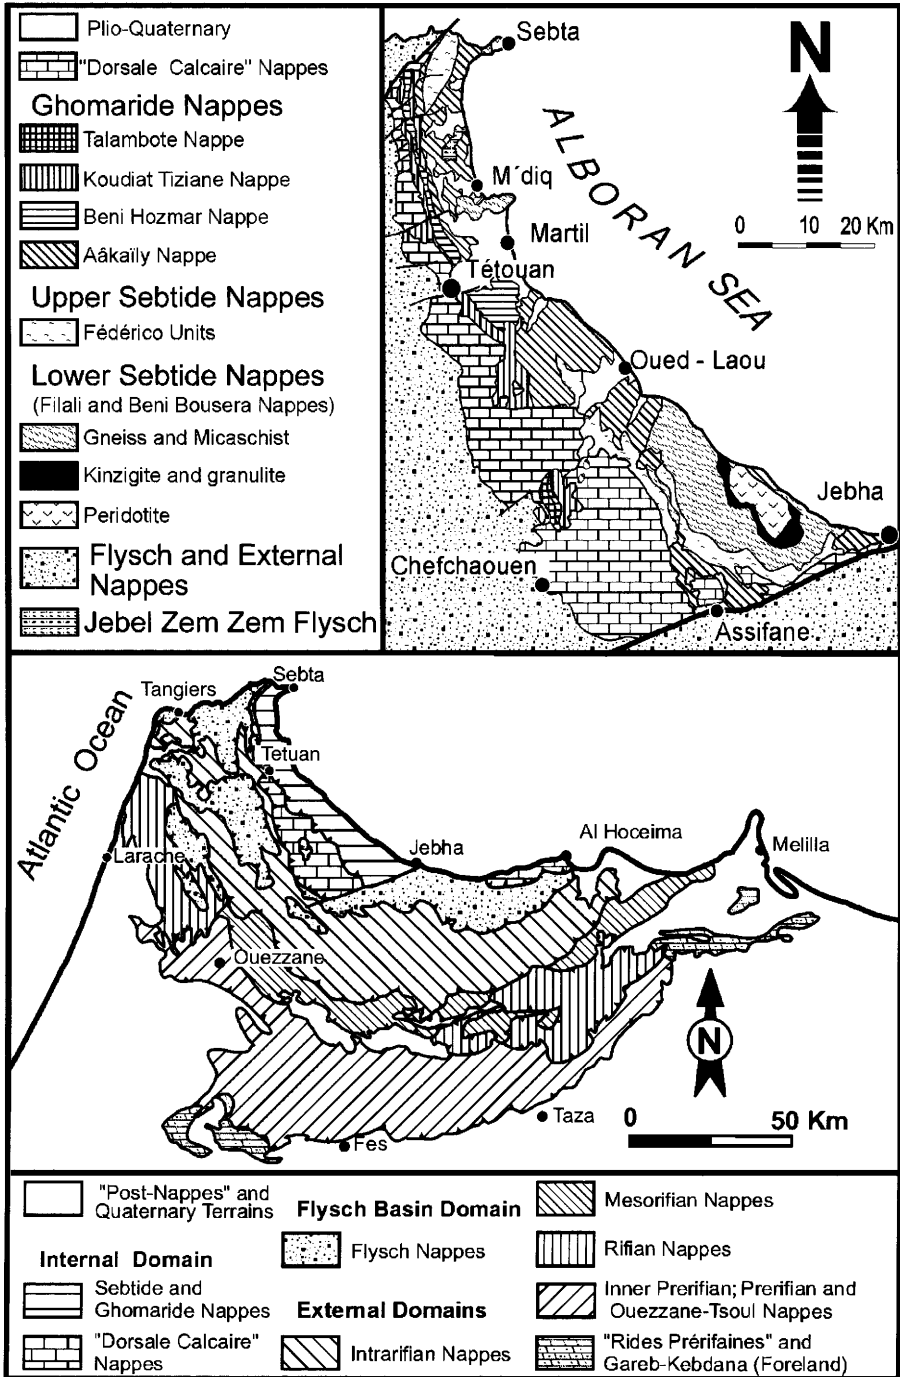 Plio-Quaternary
"Dorsale Calcaire" Nappes
Ghomaride Nappes
Talambote Nappe
Koudiat Tiziane Nappe
Beni Hozmar Nappe
Aâkaïly Nappe
Upper Sebtide Nappes
Fédérico Units
Lower Sebtide Nappes
(Filali and Beni Bousera Nappes)
Gneiss and Micaschist
Kinzigite and granulite
Peridotite
Flysch and External
Nappes
Jebel Zem Zem Flysch
Sebta
N
ALBORAN SEA
M´diq
0 10 20 Km
Martil
Tétouan
Oued - Laou
Jebha
Chefchaouen
Assifane
Atlantic Ocean
Sebta
Tangiers
Tetuan
Larache
Jebha
Al Hoceima
Melilla
Ouezzane
N
Taza
Fes
0 50 Km
"Post-Nappes" and
Quaternary Terrains
Internal Domain
Sebtide and
Ghomaride Nappes
"Dorsale Calcaire"
Nappes
Flysch Basin Domain
Flysch Nappes
External Domains
Intrarifian Nappes
Mesorifian Nappes
Rifian Nappes
Inner Prerifian; Prerifian and
Ouezzane-Tsoul Nappes
"Rides Prérifaines" and
Gareb-Kebdana (Foreland)